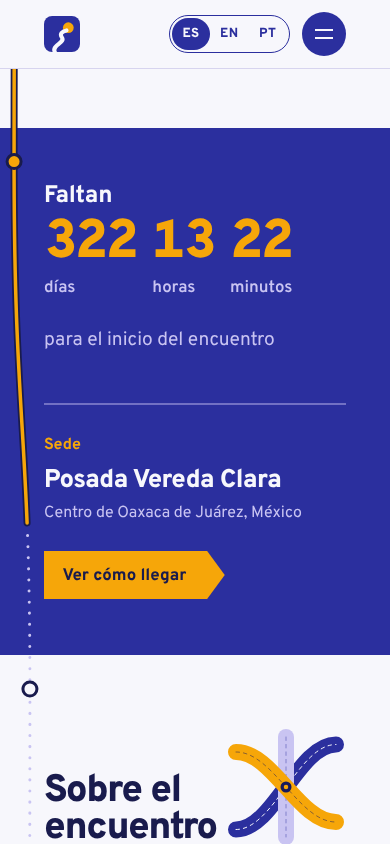 ES EN PT
Faltan
322 13 22
días horas minutos
para el inicio del encuentro
Sede
Posada Vereda Clara
Centro de Oaxaca de Juárez, México
Ver cómo llegar
Sobre el
encuentro